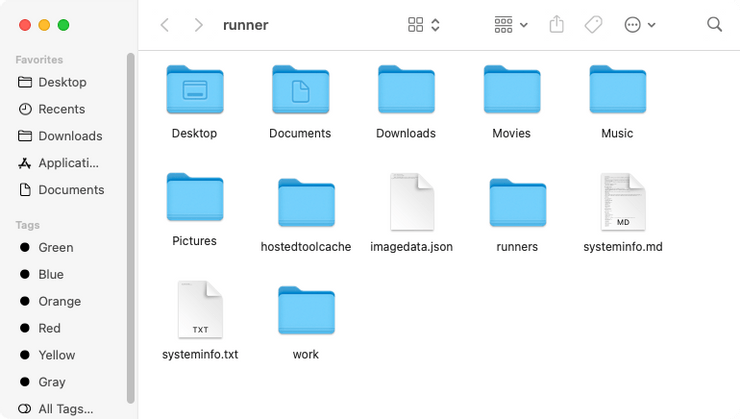 runner
Favorites
Desktop
Recents
Downloads
Applicati...
Documents
Tags
Green
Blue
Orange
Red
Yellow
Gray
All Tags...
Desktop
Documents
Downloads
Movies
Music
Pictures
hostedtoolcache
imagedata.json
runners
MD
systeminfo.md
TXT
systeminfo.txt
work